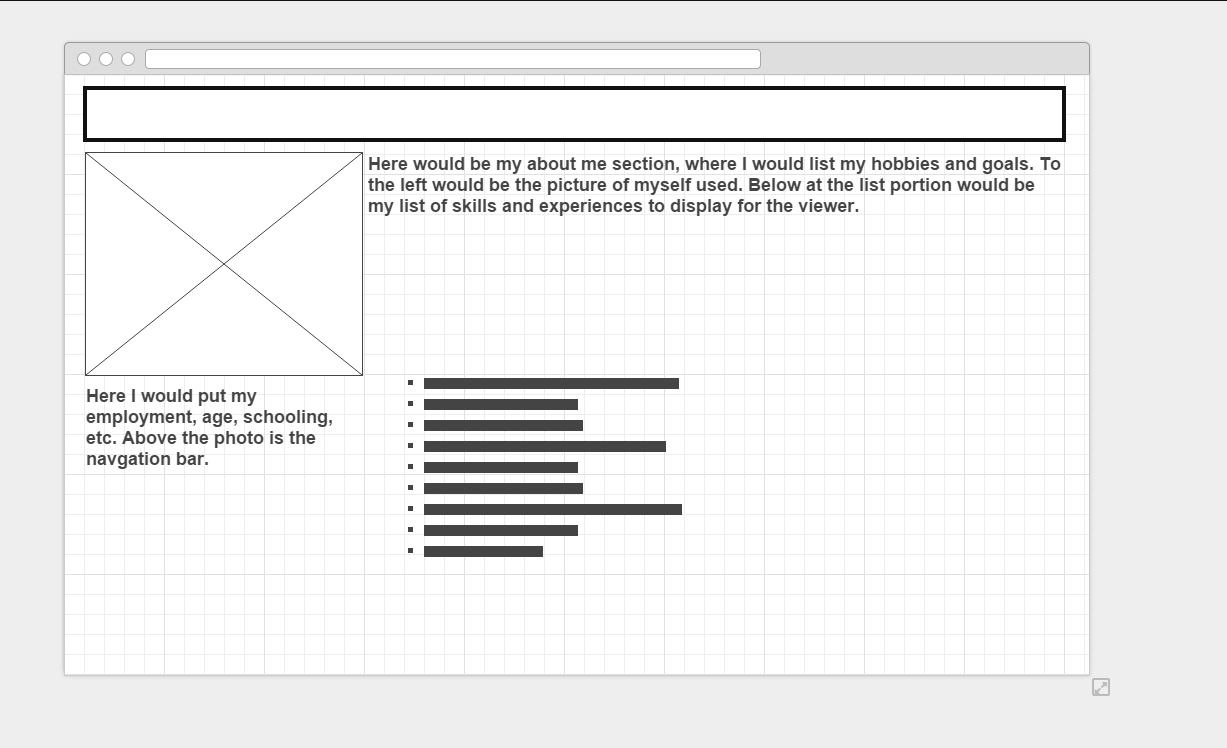 Here would be my about me section, where I would list my hobbies and goals. To
the left would be the picture of myself used. Below at the list portion would be
my list of skills and experiences to display for the viewer.
Here I would put my
employment, age, schooling,
etc. Above the photo is the
navgation bar.